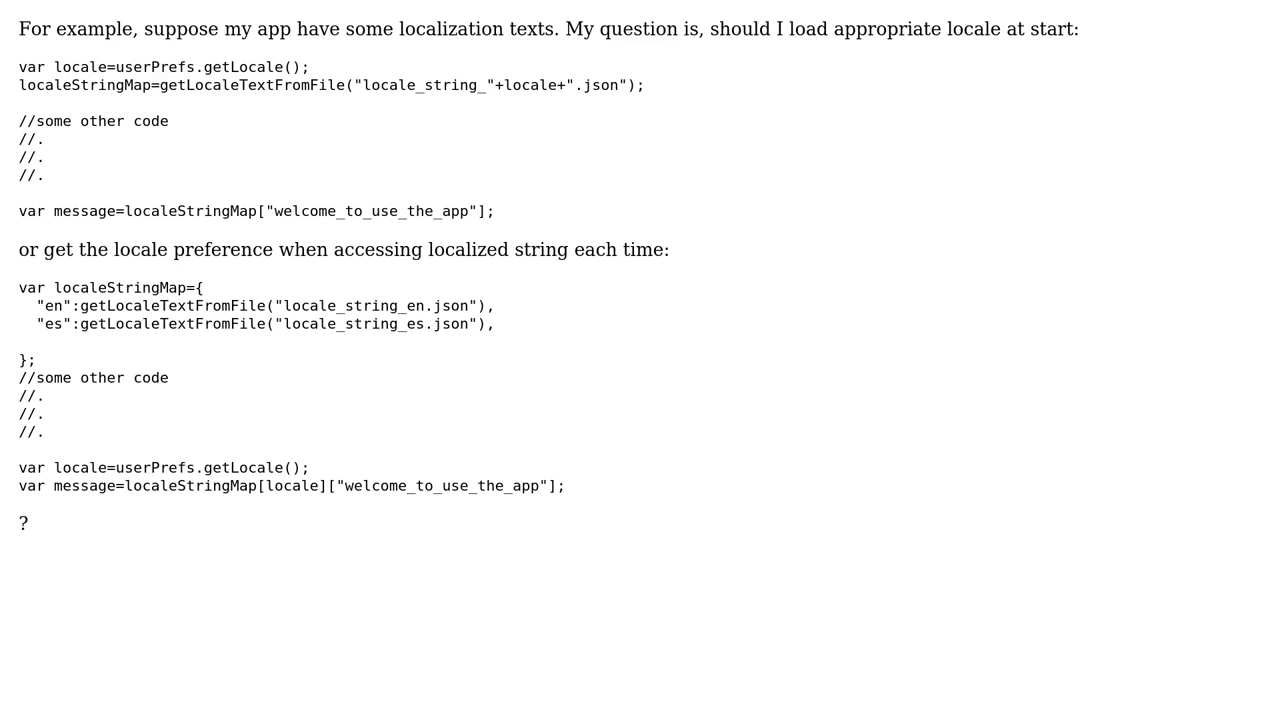 For example, suppose my app have some localization texts. My question is, should I load appropriate locale at start:
var locale=userPrefs.getLocale();
localeStringMap=getLocaleTextFromFile("locale_string_"+locale+".json");
//some other code
//.
//.
//.
var message=localeStringMap["welcome_to_use_the_app"];
or get the locale preference when accessing localized string each time:
var localeStringMap={
  "en":getLocaleTextFromFile("locale_string_en.json"),
  "es":getLocaleTextFromFile("locale_string_es.json"),
};
//some other code
//.
//.
//.
var locale=userPrefs.getLocale();
var message=localeStringMap[locale]["welcome_to_use_the_app"];
?